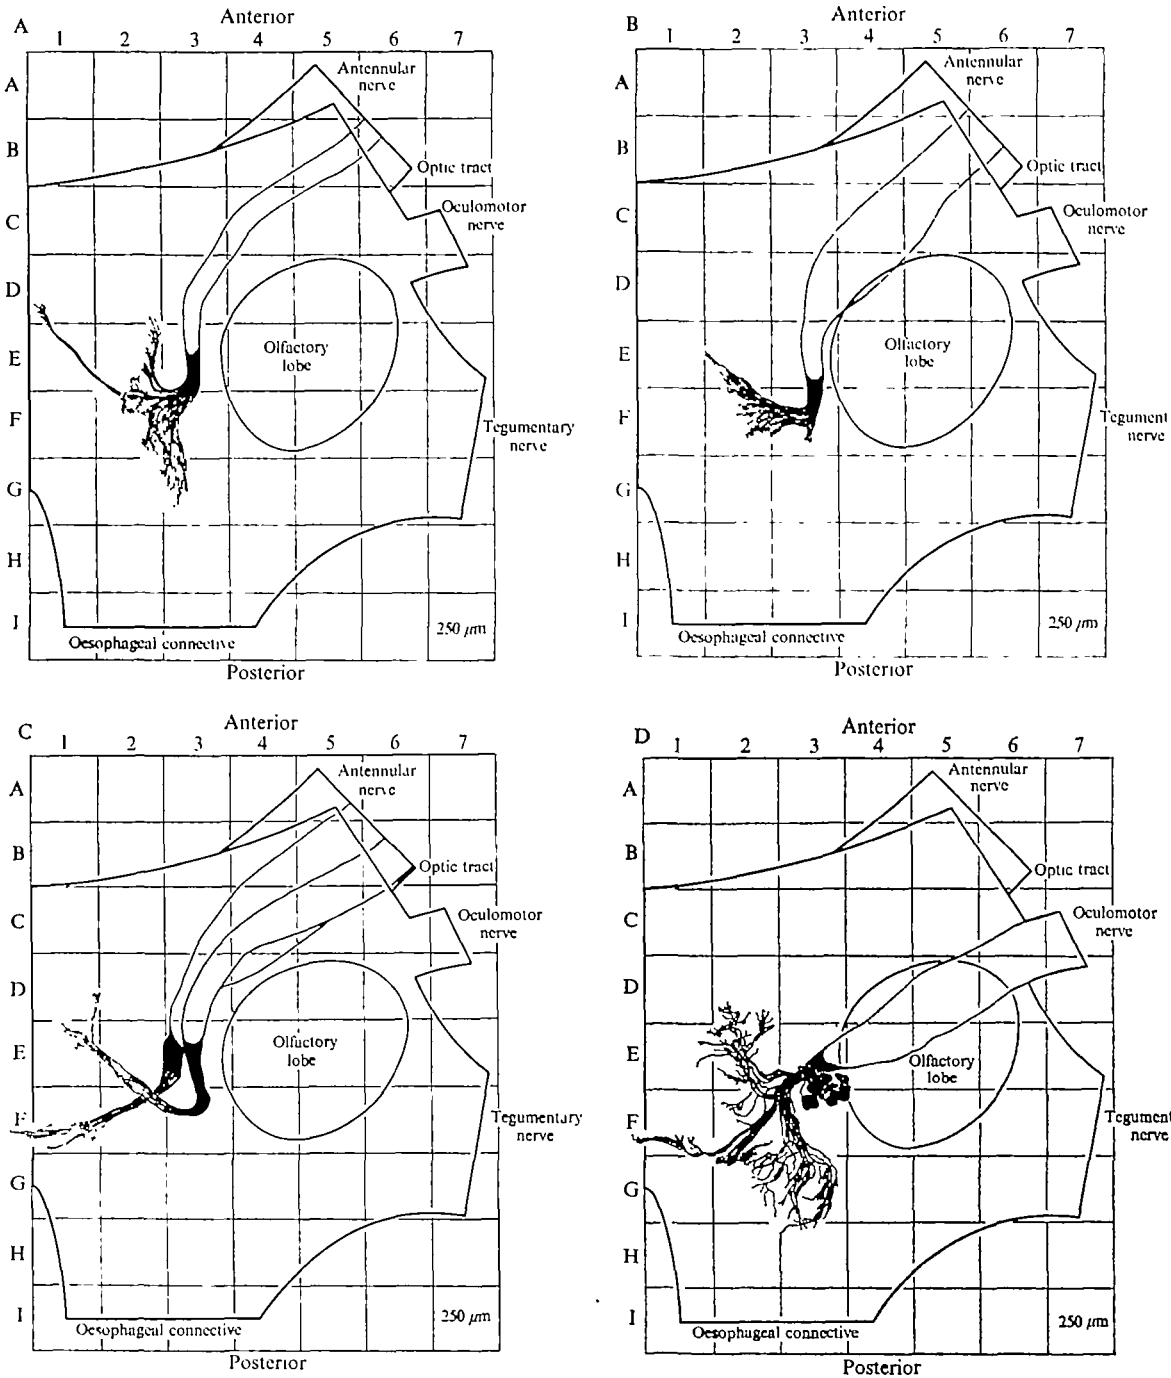 A
Anterior
1 2 3 4 5 6 7
A
B
C
D
E
F
G
H
I
Antennular
nerve
Optic tract
Oculomotor
nerve
Olfactory
lobe
Tegumentary
nerve
250 μm
Oesophageal connective
Posterior
B
Anterior
1 2 3 4 5 6 7
A
B
C
D
E
F
G
H
I
Antennular
nerve
Optic tract
Oculomotor
nerve
Olfactory
lobe
Tegument
nerve
250 μm
Oesophageal connective
Posterior
C
Anterior
1 2 3 4 5 6 7
A
B
C
D
E
F
G
H
I
Antennular
nerve
Optic tract
Oculomotor
nerve
Olfactory
lobe
Tegumentary
nerve
250 μm
Oesophageal connective
Posterior
D
Anterior
1 2 3 4 5 6 7
A
B
C
D
E
F
G
H
I
Antennular
nerve
Optic tract
Oculomotor
nerve
Olfactory
lobe
Tegument
nerve
250 μm
Oesophageal connective
Posterior